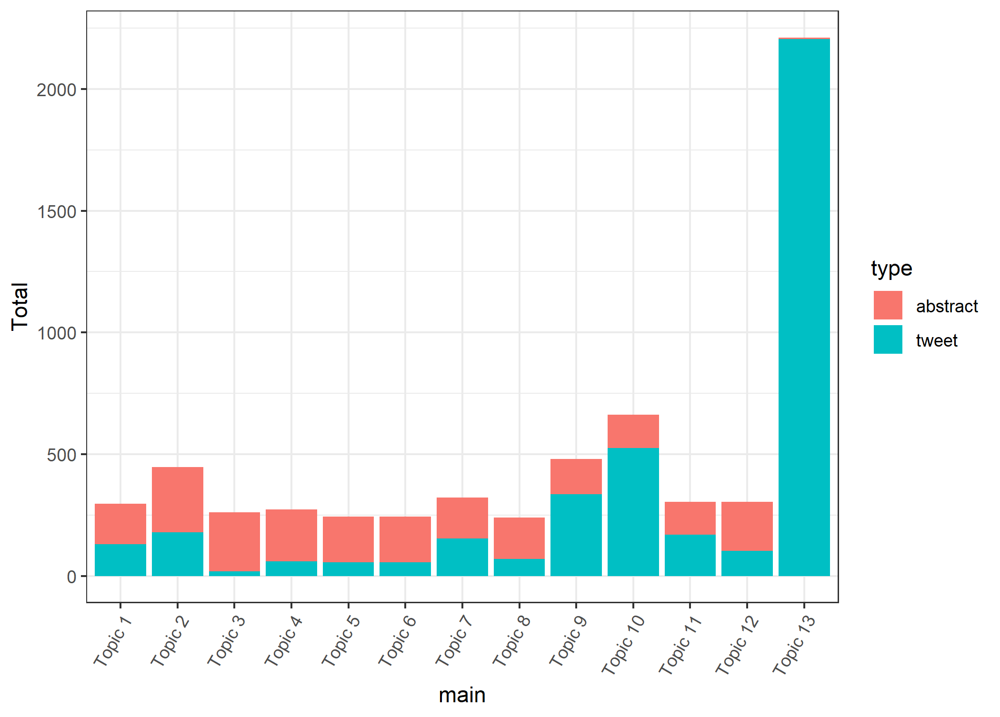 2000
1500
1000
500
0
Total
Topic 1
Topic 2
Topic 3
Topic 4
Topic 5
Topic 6
Topic 7
Topic 8
Topic 9
Topic 10
Topic 11
Topic 12
Topic 13
main
type
abstract
tweet